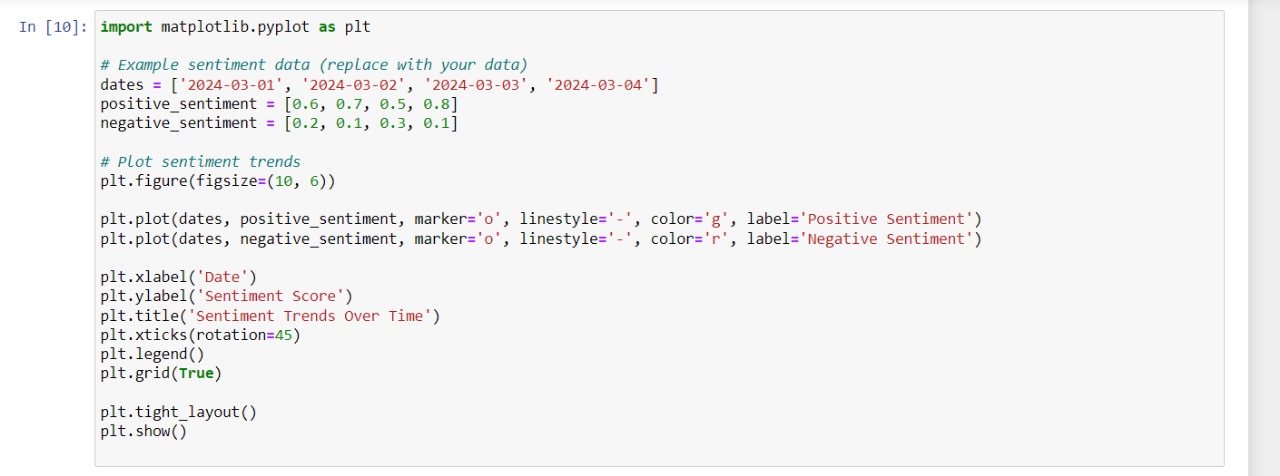 In [10]: import matplotlib.pyplot as plt
# Example sentiment data (replace with your data)
dates = ['2024-03-01', '2024-03-02', '2024-03-03', '2024-03-04']
positive_sentiment = [0.6, 0.7, 0.5, 0.8]
negative_sentiment = [0.2, 0.1, 0.3, 0.1]
# Plot sentiment trends
plt.figure(figsize=(10, 6))
plt.plot(dates, positive_sentiment, marker='o', linestyle='-', color='g', label='Positive Sentiment')
plt.plot(dates, negative_sentiment, marker='o', linestyle='-', color='r', label='Negative Sentiment')
plt.xlabel('Date')
plt.ylabel('Sentiment Score')
plt.title('Sentiment Trends Over Time')
plt.xticks(rotation=45)
plt.legend()
plt.grid(True)
plt.tight_layout()
plt.show()